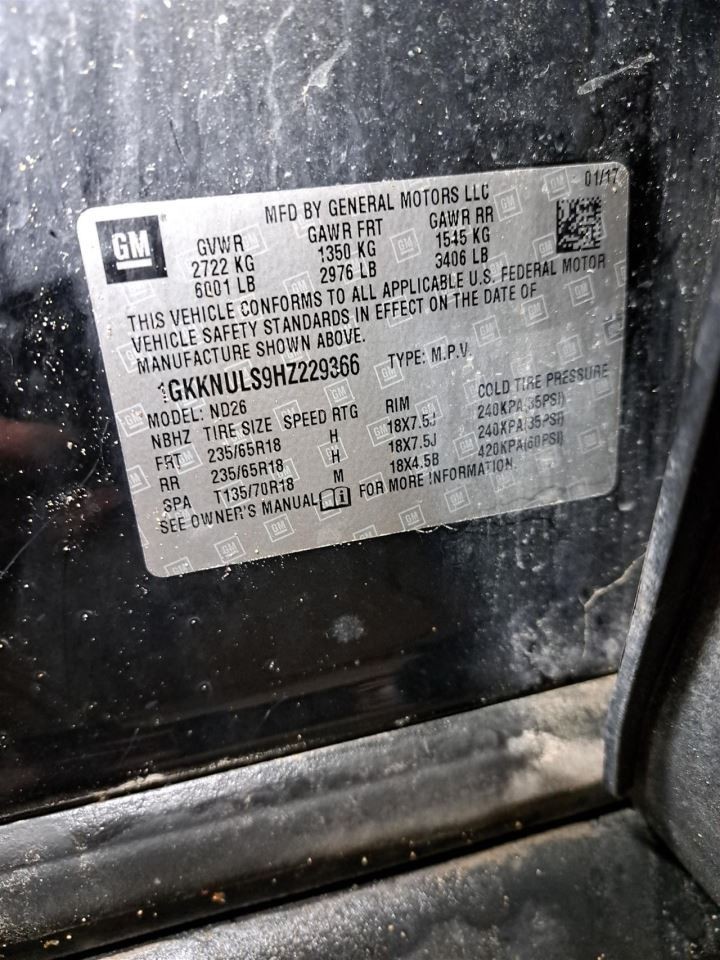 GM
MFD BY GENERAL MOTORS LLC 01/17
GVWR GAWR FRT GAWR RR
2722 KG 1350 KG 1545 KG
6001 LB 2976 LB 3406 LB
THIS VEHICLE CONFORMS TO ALL APPLICABLE U.S. FEDERAL MOTOR
VEHICLE SAFETY STANDARDS IN EFFECT ON THE DATE OF
MANUFACTURE SHOWN ABOVE.
1GKKNULS9HZ229366 TYPE: M.P.V.
MODEL: ND26
NBHZ TIRE SIZE SPEED RTG RIM COLD TIRE PRESSURE
FRT 235/65R18 H 18X7.5J 240KPA(35PSI)
RR 235/65R18 H 18X7.5J 240KPA(35PSI)
SPA T135/70R18 M 18X4.5B 420KPA(60PSI)
SEE OWNER'S MANUAL FOR MORE INFORMATION.